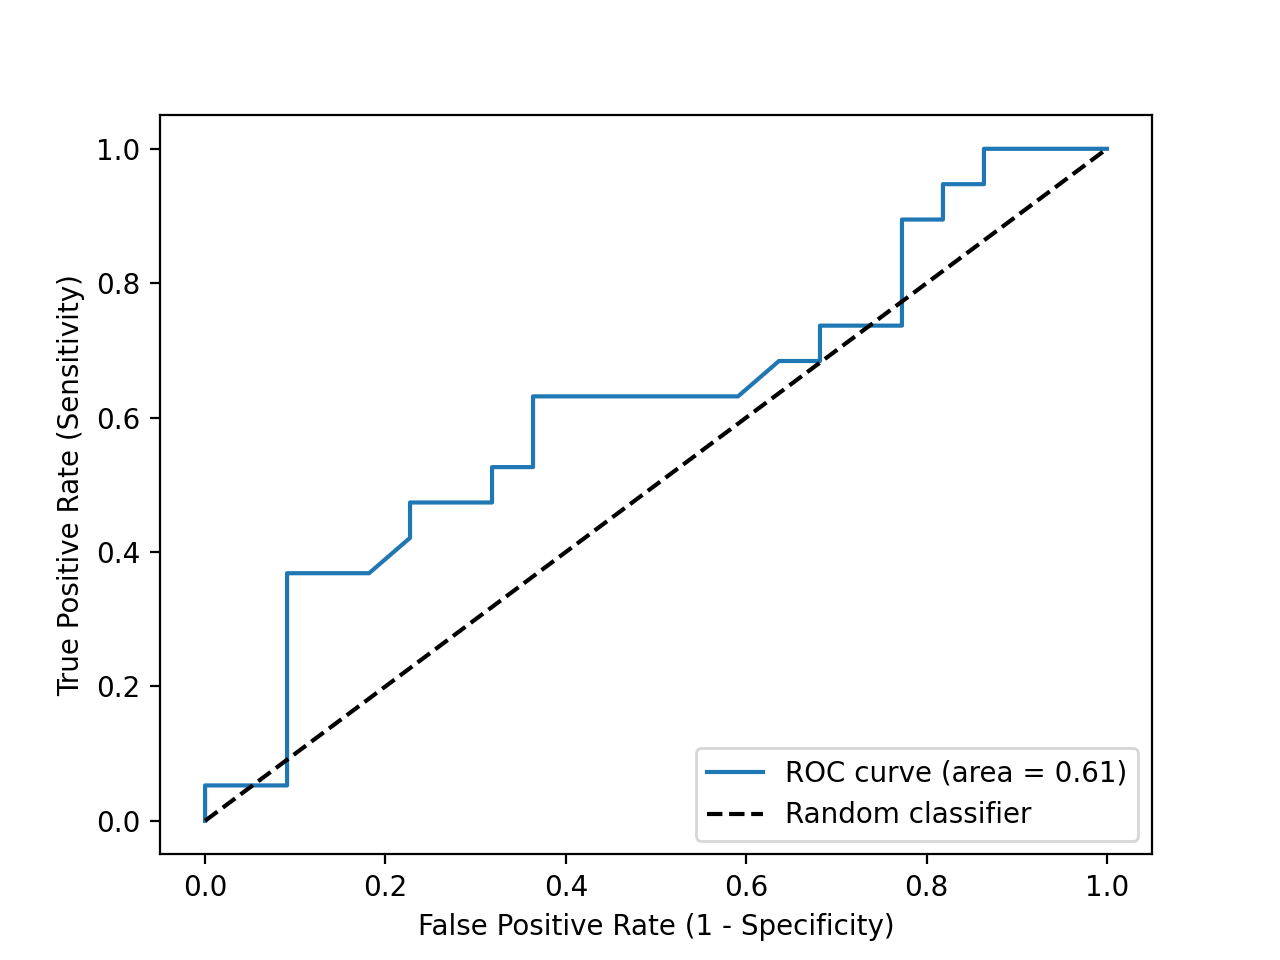 1.0
0.8
0.6
0.4
0.2
0.0
True Positive Rate (Sensitivity)
ROC curve (area = 0.61)
Random classifier
0.0 0.2 0.4 0.6 0.8 1.0
False Positive Rate (1 - Specificity)